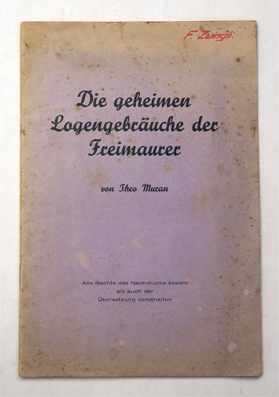 F. Zwingli.
Die geheimen
Logengebräuche der
Freimaurer
von Theo Muran
Alle Rechte des Nachdrucks sowohl
als auch der
Übersetzung vorbehalten